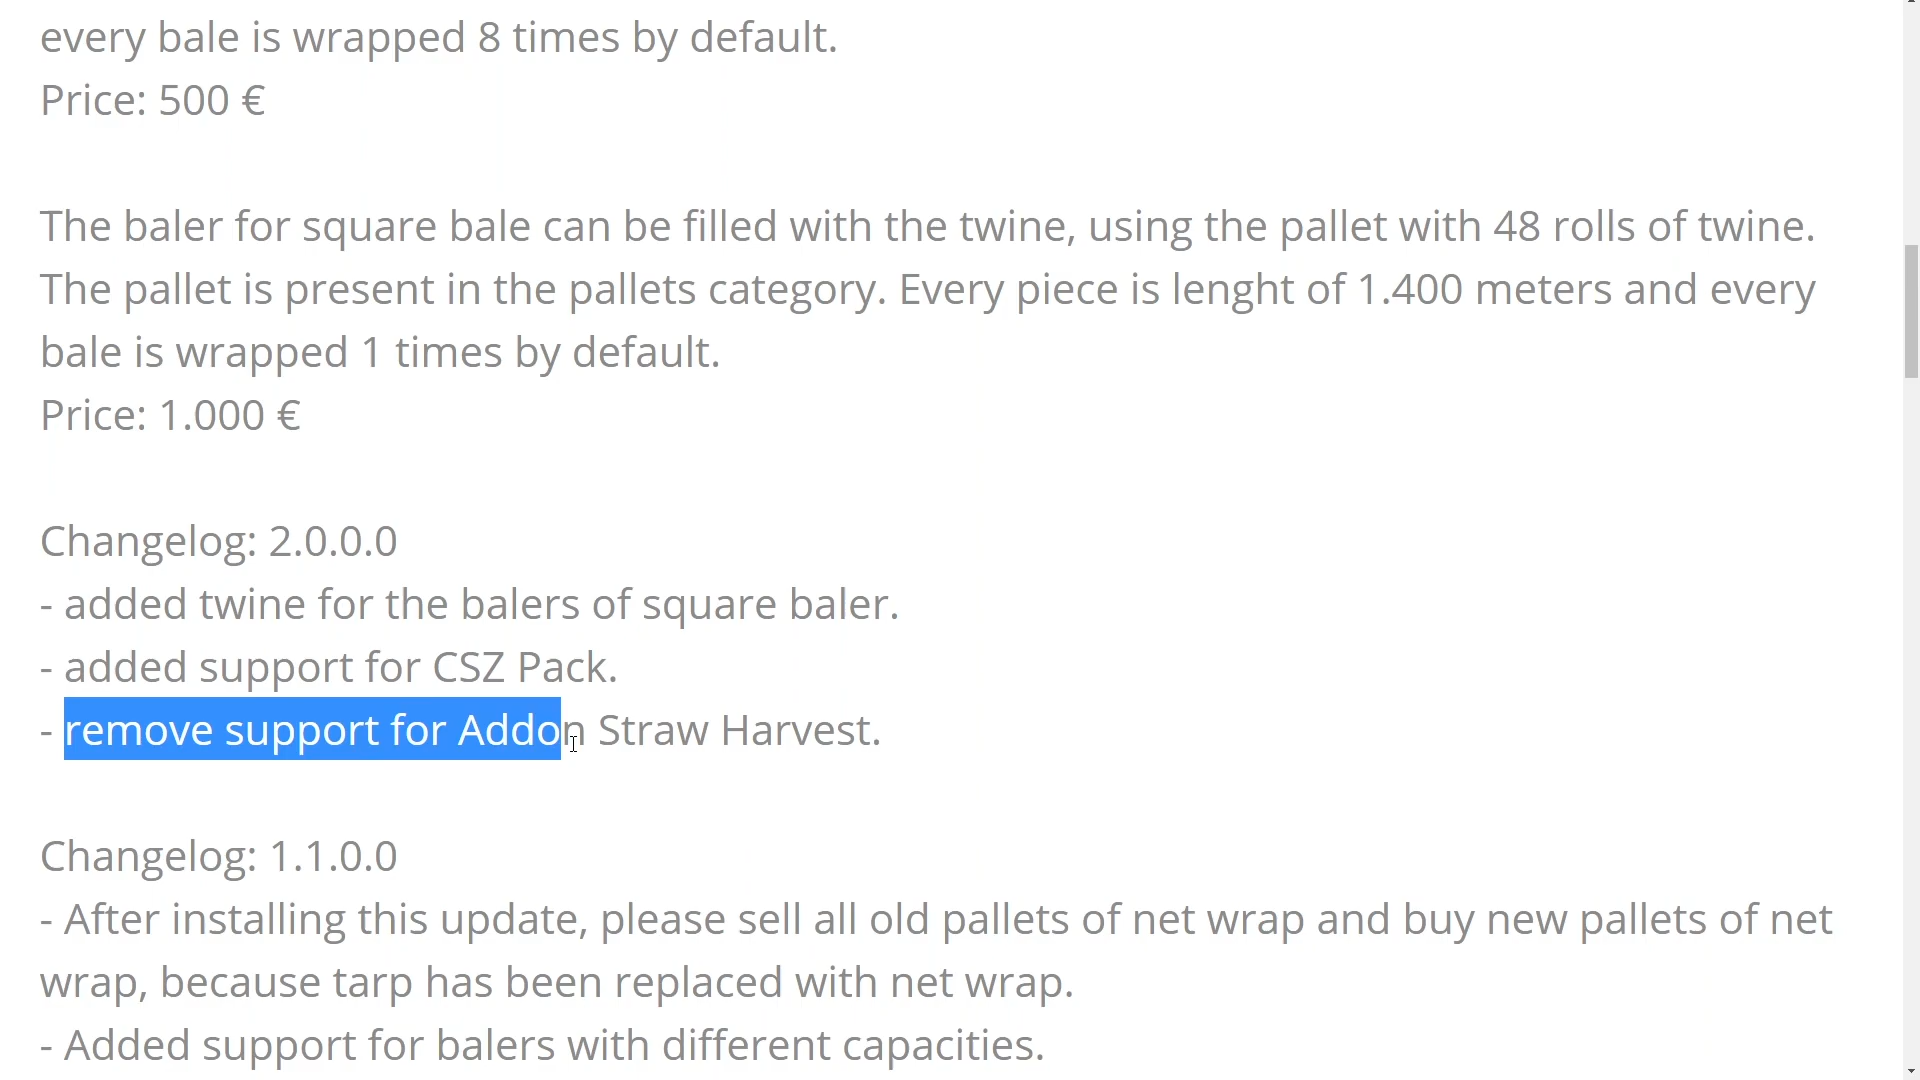 every bale is wrapped 8 times by default.
Price: 500 €
The baler for square bale can be filled with the twine, using the pallet with 48 rolls of twine.
The pallet is present in the pallets category. Every piece is lenght of 1.400 meters and every
bale is wrapped 1 times by default.
Price: 1.000 €
Changelog: 2.0.0.0
- added twine for the balers of square baler.
- added support for CSZ Pack.
- remove support for Addon Straw Harvest.
Changelog: 1.1.0.0
- After installing this update, please sell all old pallets of net wrap and buy new pallets of net
wrap, because tarp has been replaced with net wrap.
- Added support for balers with different capacities.